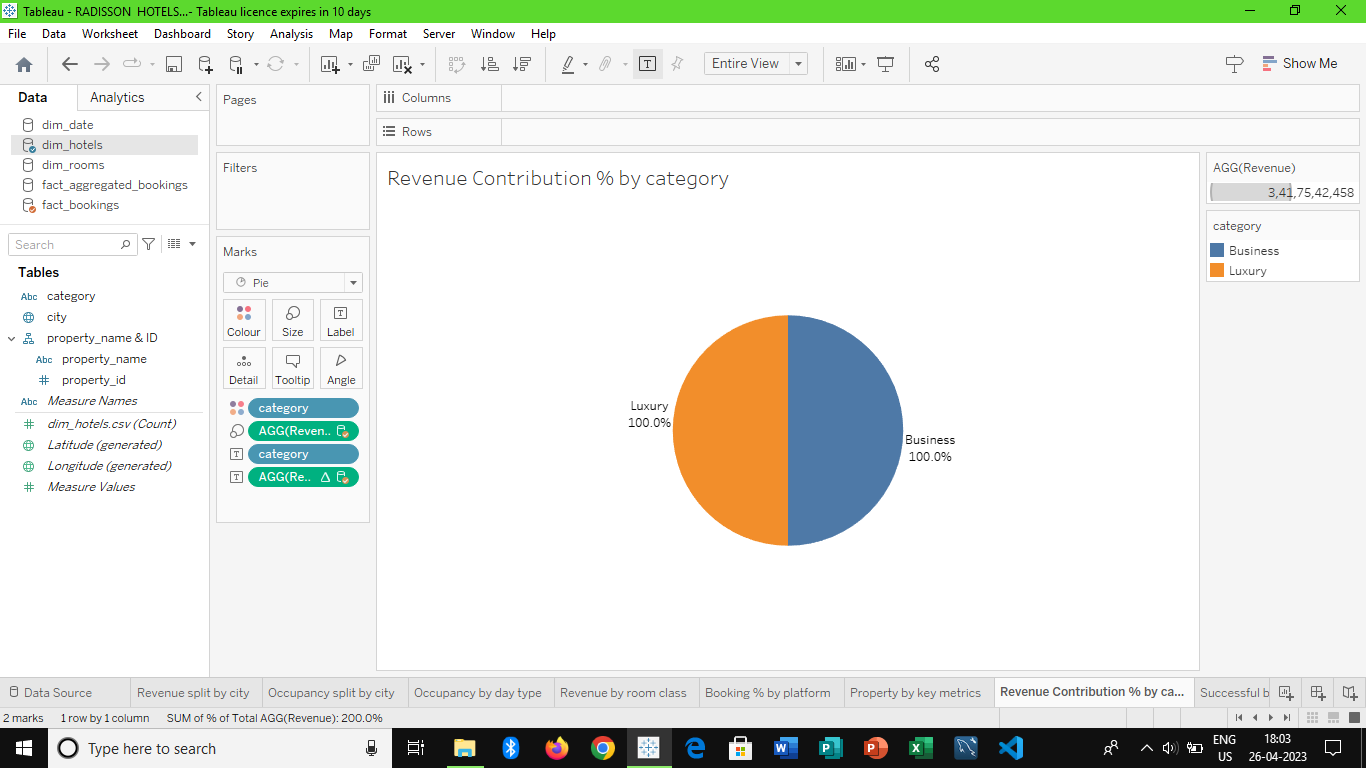 Tableau - RADISSON  HOTELS...- Tableau licence expires in 10 days
File Data Worksheet Dashboard Story Analysis Map Format Server Window Help
Entire View
Show Me
Data Analytics
dim_date
dim_hotels
dim_rooms
fact_aggregated_bookings
fact_bookings
Search
Tables
Abc category
city
property_name & ID
Abc property_name
property_id
Abc Measure Names
dim_hotels.csv (Count)
Latitude (generated)
Longitude (generated)
Measure Values
Pages
Filters
Marks
Pie
Colour Size Label
Detail Tooltip Angle
category
AGG(Reven..
category
AGG(Re..
Columns
Rows
Revenue Contribution % by category
Luxury
100.0%
Business
100.0%
AGG(Revenue)
3,41,75,42,458
category
Business
Luxury
Data Source Revenue split by city Occupancy split by city Occupancy by day type Revenue by room class Booking % by platform Property by key metrics Revenue Contribution % by ca... Successful b
2 marks 1 row by 1 column SUM of % of Total AGG(Revenue): 200.0%
Type here to search
ENG
US
18:03
26-04-2023